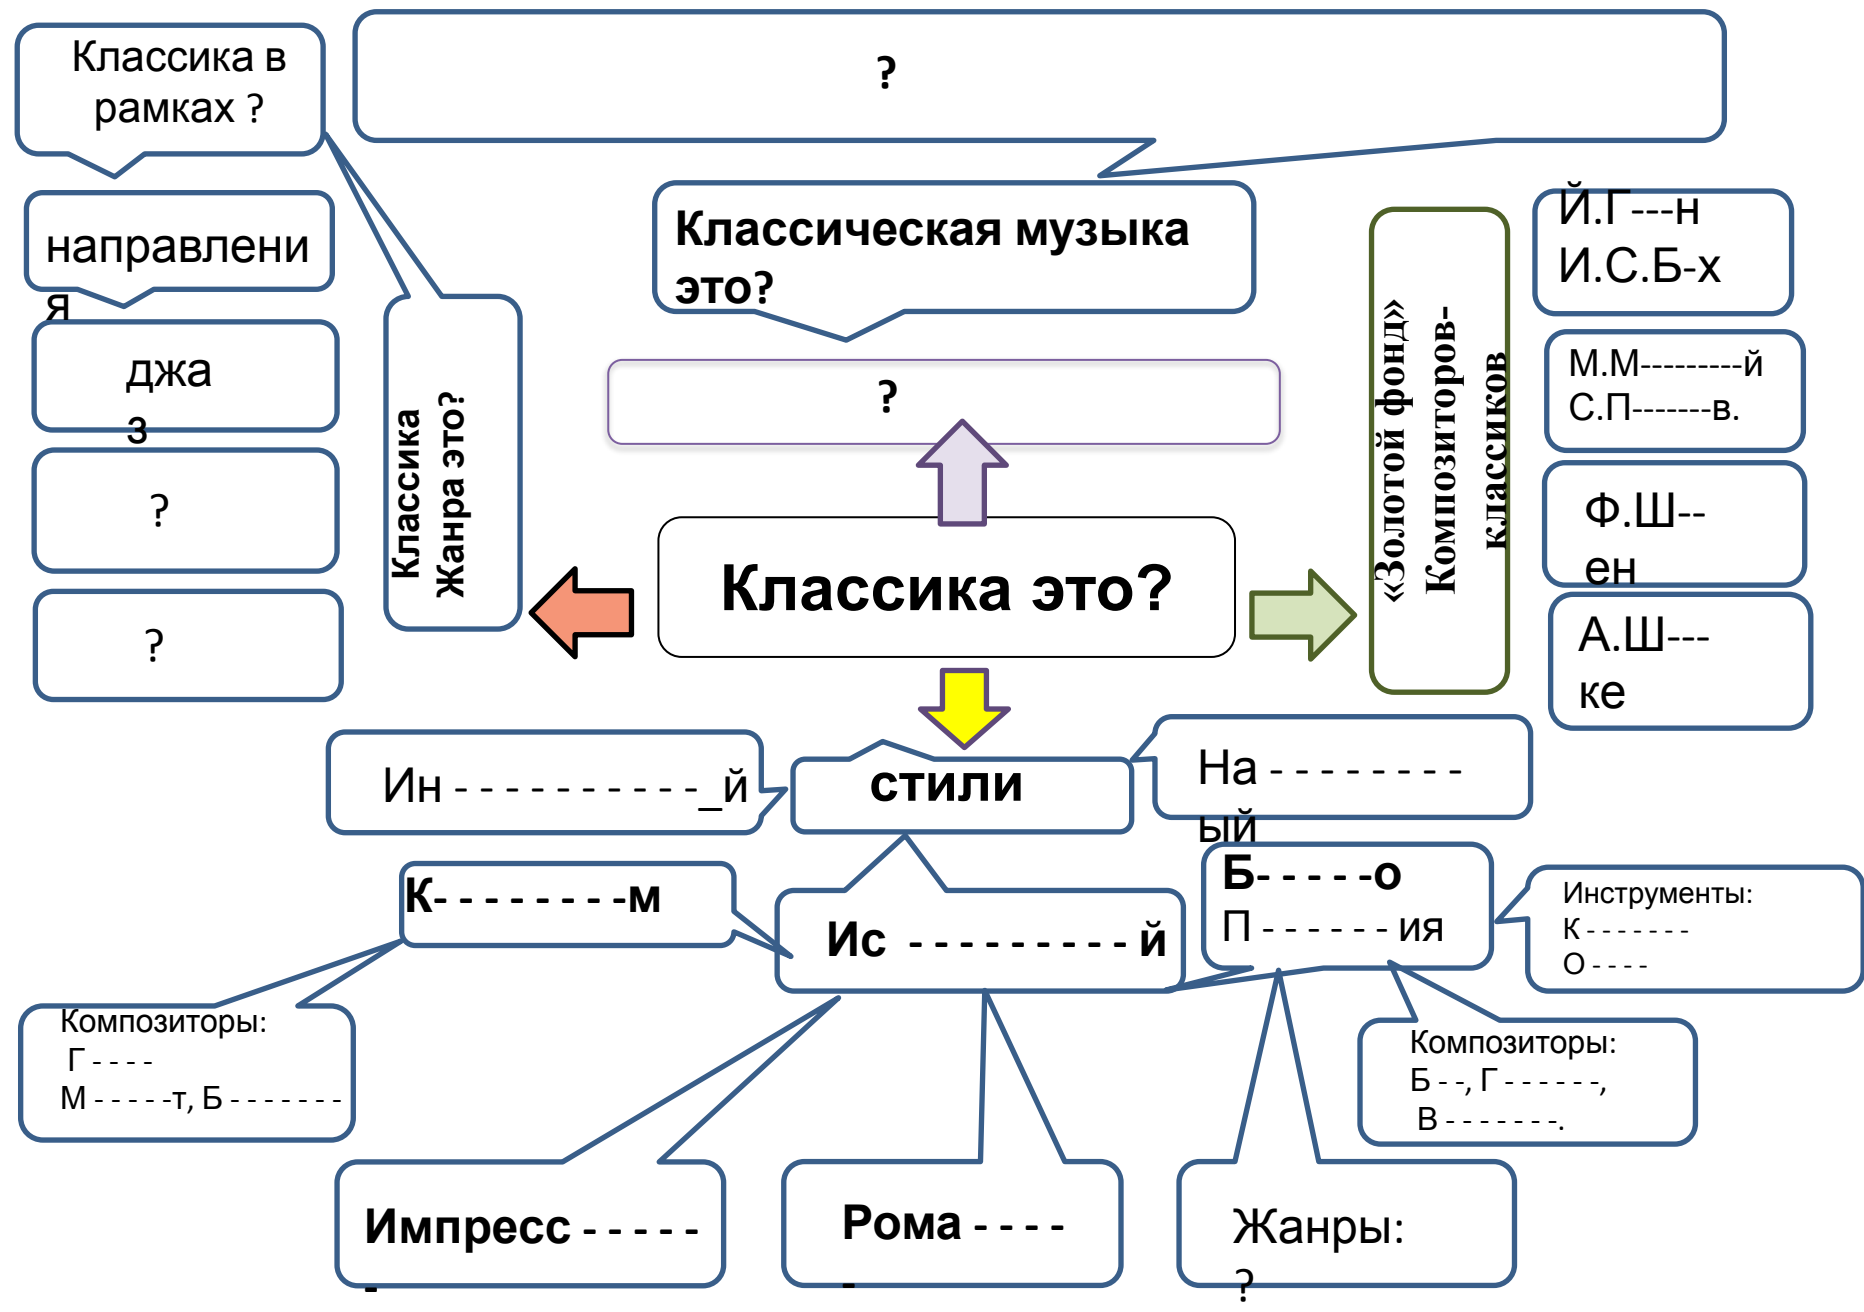 Классика в
рамках ?
?
направлени
я
джа
з
?
?
Классика
Жанра это?
Классическая музыка
это?
?
Классика это?
«Золотой фонд»
Композиторов-
классиков
Й.Г---н
И.С.Б-х
М.М---------й
С.П-------в.
Ф.Ш--
ен
А.Ш---
ке
Ин - - - - - - - - - -_й
стили
На - - - - - - - -
ый
К- - - - - - - -м
Ис - - - - - - - - - й
Б- - - - -о
П - - - - - - ия
Инструменты:
К - - - - - - -
О - - - -
Композиторы:
Г - - - -
М - - - - -т, Б - - - - - - -
Композиторы:
Б - -, Г - - - - - -,
В - - - - - - -.
Импресс - - - - -
-
Рома - - - -
-
Жанры:
?